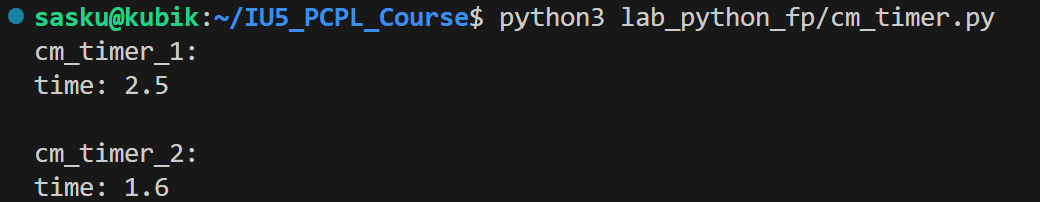 sasku@kubik:~/IU5_PCPL_Course$ python3 lab_python_fp/cm_timer.py
cm_timer_1:
time: 2.5
cm_timer_2:
time: 1.6